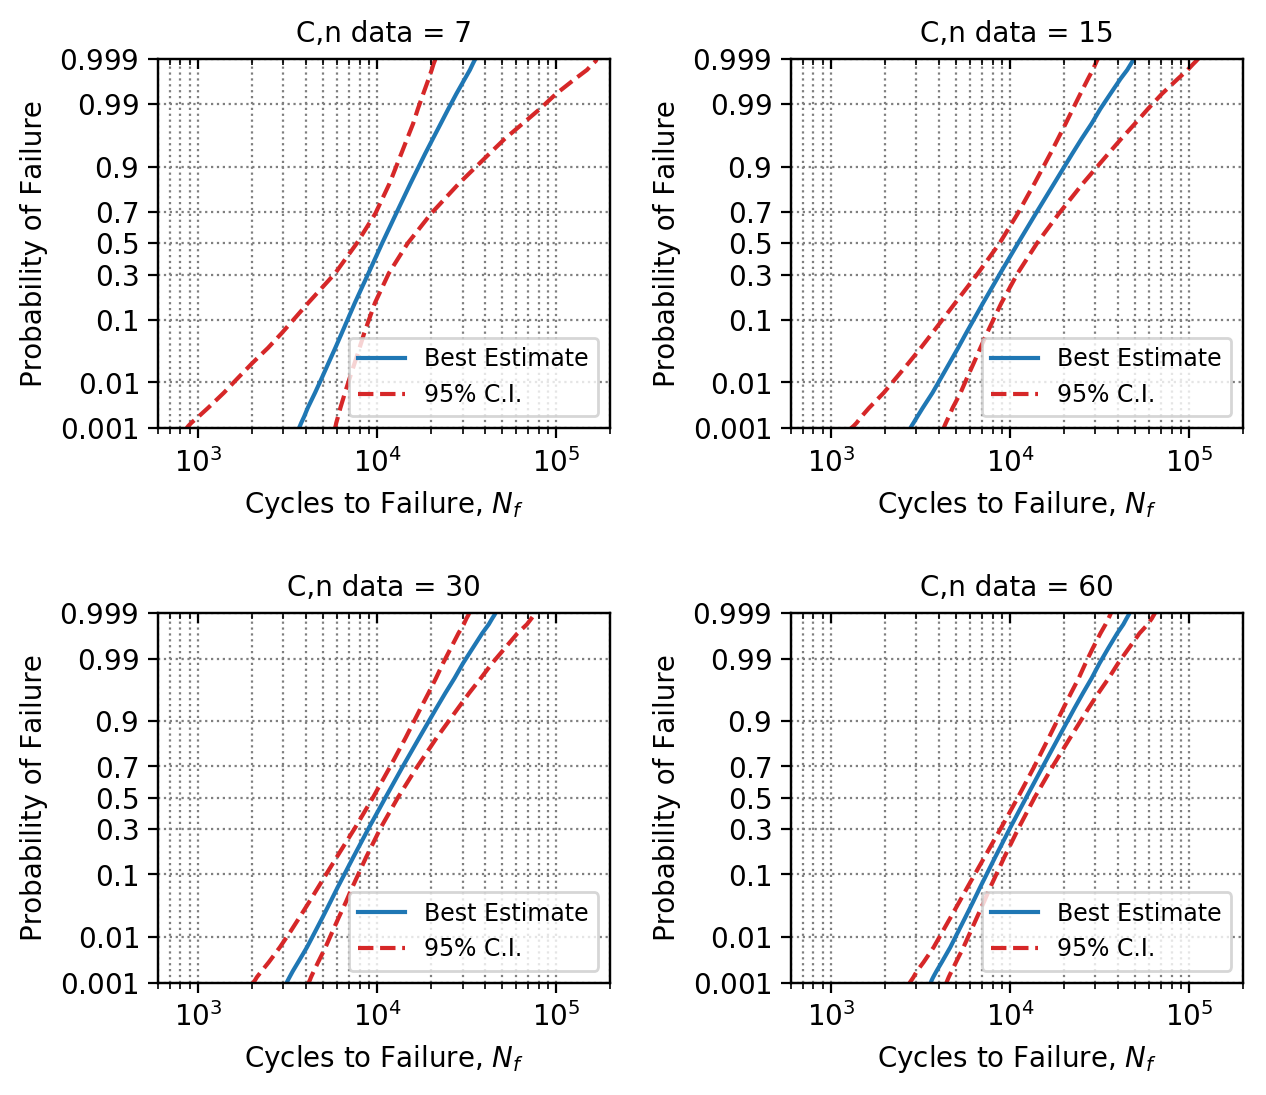 C,n data = 7
0.999
0.99
0.9
0.7
0.5
0.3
0.1
0.01
0.001
Probability of Failure
Best Estimate
95% C.I.
10³ 10⁴ 10⁵
Cycles to Failure, N_f
C,n data = 15
0.999
0.99
0.9
0.7
0.5
0.3
0.1
0.01
0.001
Probability of Failure
Best Estimate
95% C.I.
10³ 10⁴ 10⁵
Cycles to Failure, N_f
C,n data = 30
0.999
0.99
0.9
0.7
0.5
0.3
0.1
0.01
0.001
Probability of Failure
Best Estimate
95% C.I.
10³ 10⁴ 10⁵
Cycles to Failure, N_f
C,n data = 60
0.999
0.99
0.9
0.7
0.5
0.3
0.1
0.01
0.001
Probability of Failure
Best Estimate
95% C.I.
10³ 10⁴ 10⁵
Cycles to Failure, N_f